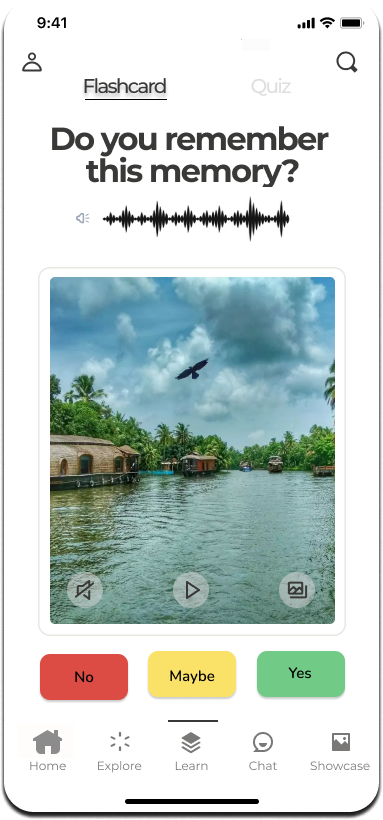 9:41
Flashcard
Quiz
Do you remember
this memory?
No
Maybe
Yes
Home
Explore
Learn
Chat
Showcase